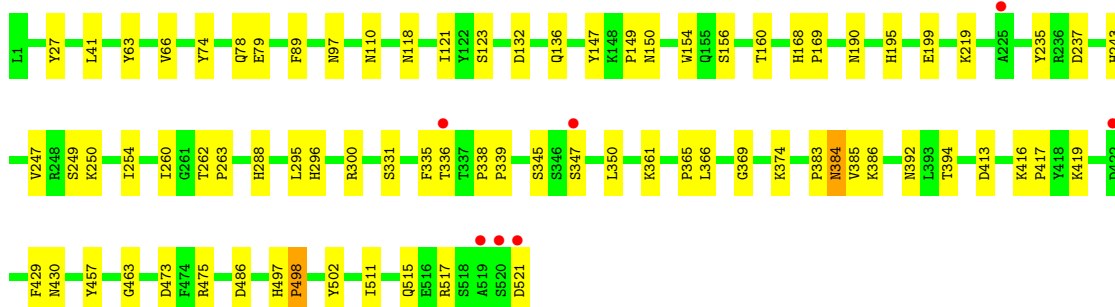 L1 Y27 L41 Y63 V66 Y74 Q78 E79 F89 N97 N110 N118 I121 Y122 S123 D132 Q136 Y147 K148 P149 N150 W154 Q155 S156 T160 H168 P169 N190 H195 E199 K219 A225 Y235 R236 D237 H243
V247 R248 S249 K250 I254 I260 G261 T262 P263 H288 L295 H296 R300 S331 F335 T336 T337 P338 P339 S345 S346 S347 L350 K361 P365 L366 G369 K374 P383 N384 V385 K386 N392 L393 T394 D413 K416 P417 Y418 K419 D422
F429 N430 Y457 G463 D473 F474 R475 D486 H497 P498 Y502 I511 Q515 E516 R517 S518 A519 S520 D521